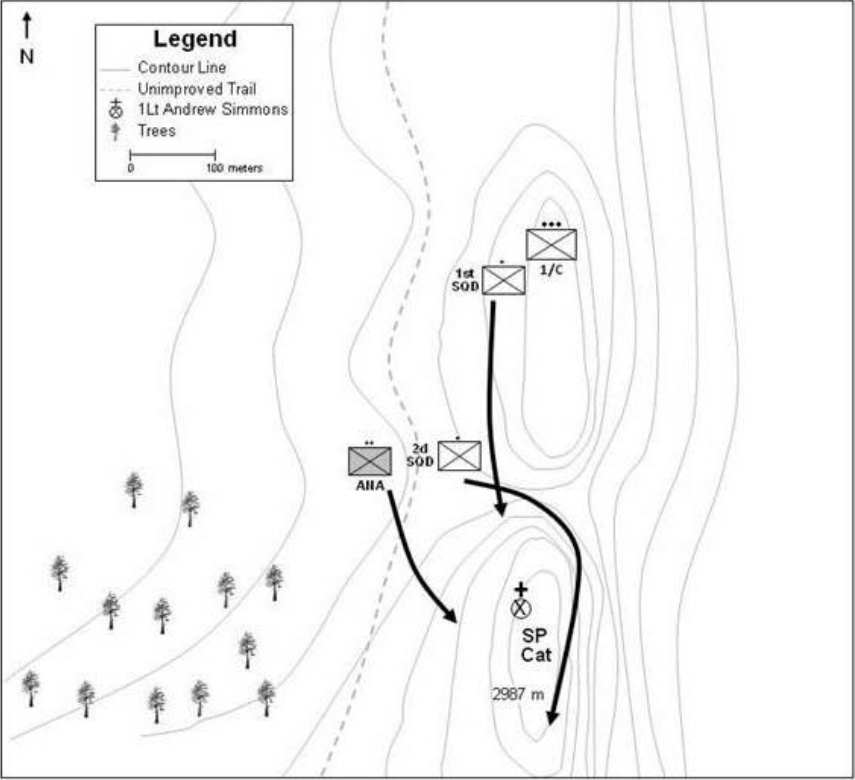 N
Legend
Contour Line
Unimproved Trail
1Lt Andrew Simmons
Trees
0 100 meters
1st
SQD
1/C
2d
SQD
ANA
SP
Cat
2987 m